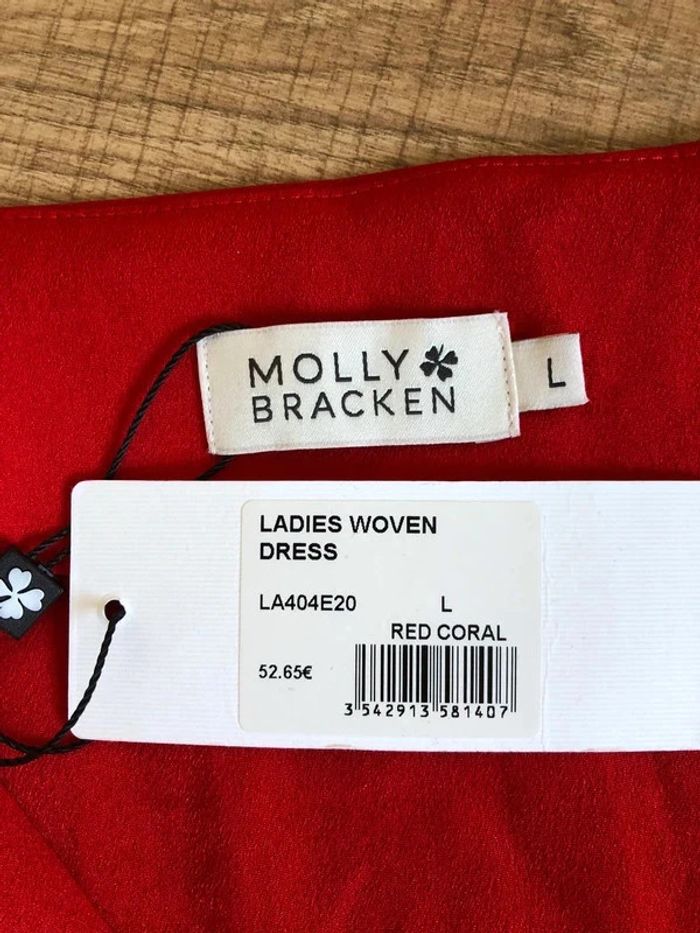 MOLLY
BRACKEN
L
LADIES WOVEN
DRESS
LA404E20 L
RED CORAL
52.65€
3 542913 581407